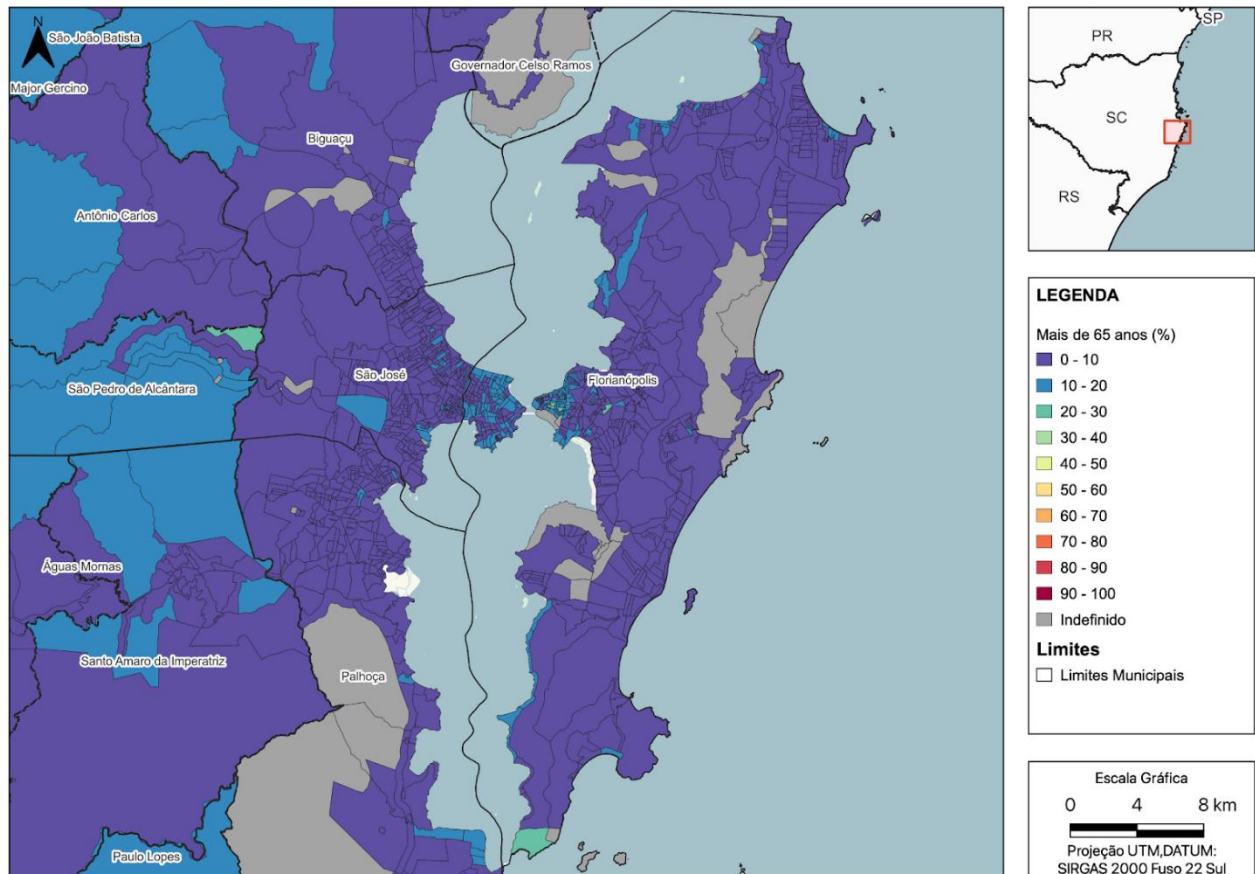 N
São João Batista
Major Gercino
Governador Celso Ramos
Biguaçu
Antônio Carlos
São José
Florianópolis
São Pedro de Alcântara
Águas Mornas
Santo Amaro da Imperatriz
Palhoça
Paulo Lopes
SP
PR
SC
RS
LEGENDA
Mais de 65 anos (%)
0 - 10
10 - 20
20 - 30
30 - 40
40 - 50
50 - 60
60 - 70
70 - 80
80 - 90
90 - 100
Indefinido
Limites
Limites Municipais
Escala Gráfica
0 4 8 km
Projeção UTM,DATUM:
SIRGAS 2000 Fuso 22 Sul